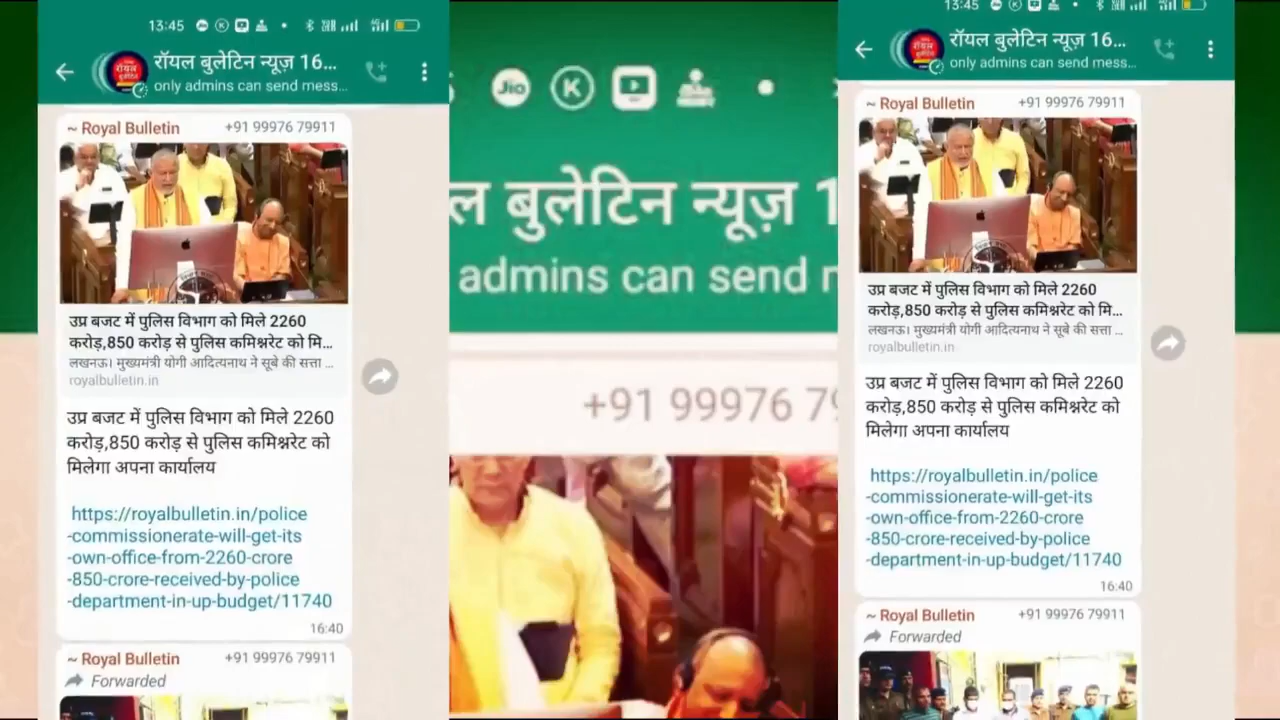 13:45
रॉयल बुलेटिन न्यूज़ 16...
only admins can send mess...
~ Royal Bulletin +91 99976 79911
उप्र बजट में पुलिस विभाग को मिले 2260
करोड़,850 करोड़ से पुलिस कमिश्नरेट को मि...
लखनऊ। मुख्यमंत्री योगी आदित्यनाथ ने सूबे की सत्ता ...
royalbulletin.in
उप्र बजट में पुलिस विभाग को मिले 2260
करोड़,850 करोड़ से पुलिस कमिश्नरेट को
मिलेगा अपना कार्यालय
https://royalbulletin.in/police
-commissionerate-will-get-its
-own-office-from-2260-crore
-850-crore-received-by-police
-department-in-up-budget/11740
16:40
~ Royal Bulletin +91 99976 79911
Forwarded
Jio
K
ल बुलेटिन न्यूज़ 1
admins can send
+91 99976 79
13:45
रॉयल बुलेटिन न्यूज़ 16...
only admins can send mess...
~ Royal Bulletin +91 99976 79911
उप्र बजट में पुलिस विभाग को मिले 2260
करोड़,850 करोड़ से पुलिस कमिश्नरेट को मि...
लखनऊ। मुख्यमंत्री योगी आदित्यनाथ ने सूबे की सत्ता ...
royalbulletin.in
उप्र बजट में पुलिस विभाग को मिले 2260
करोड़,850 करोड़ से पुलिस कमिश्नरेट को
मिलेगा अपना कार्यालय
https://royalbulletin.in/police
-commissionerate-will-get-its
-own-office-from-2260-crore
-850-crore-received-by-police
-department-in-up-budget/11740
16:40
~ Royal Bulletin +91 99976 79911
Forwarded